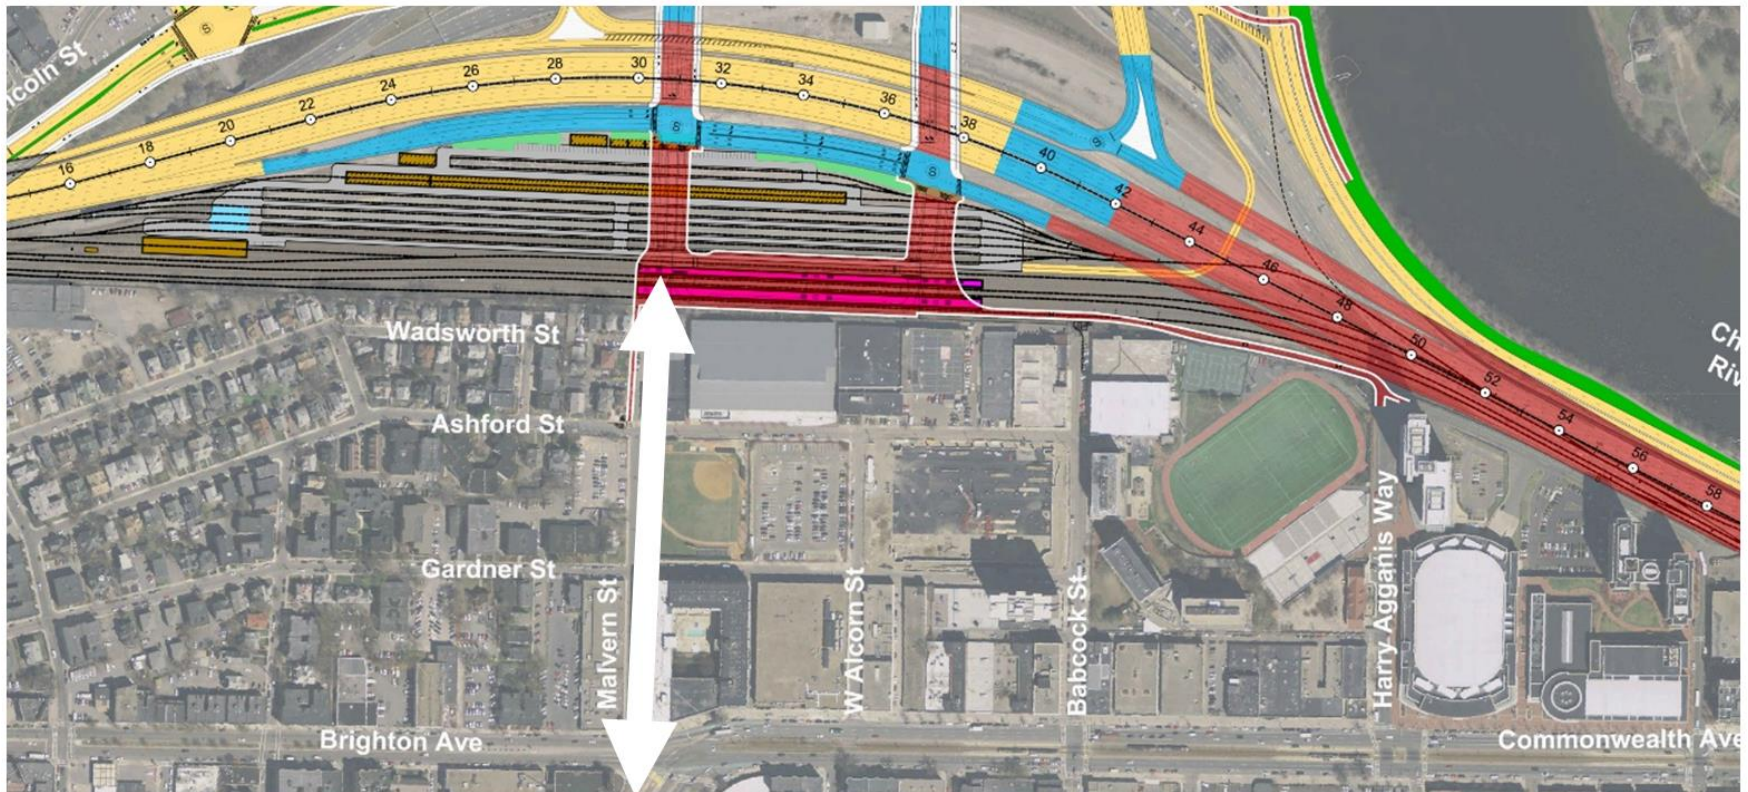 ncoln St
16
18
20
22
24
26
28
30
32
34
36
38
40
42
44
46
48
50
52
54
56
58
S
S
S
S
Ch
Riv
Wadsworth St
Ashford St
Gardner St
Malvern St
W Alcorn St
Babcock St
Harry Agganis Way
Brighton Ave
Commonwealth Ave